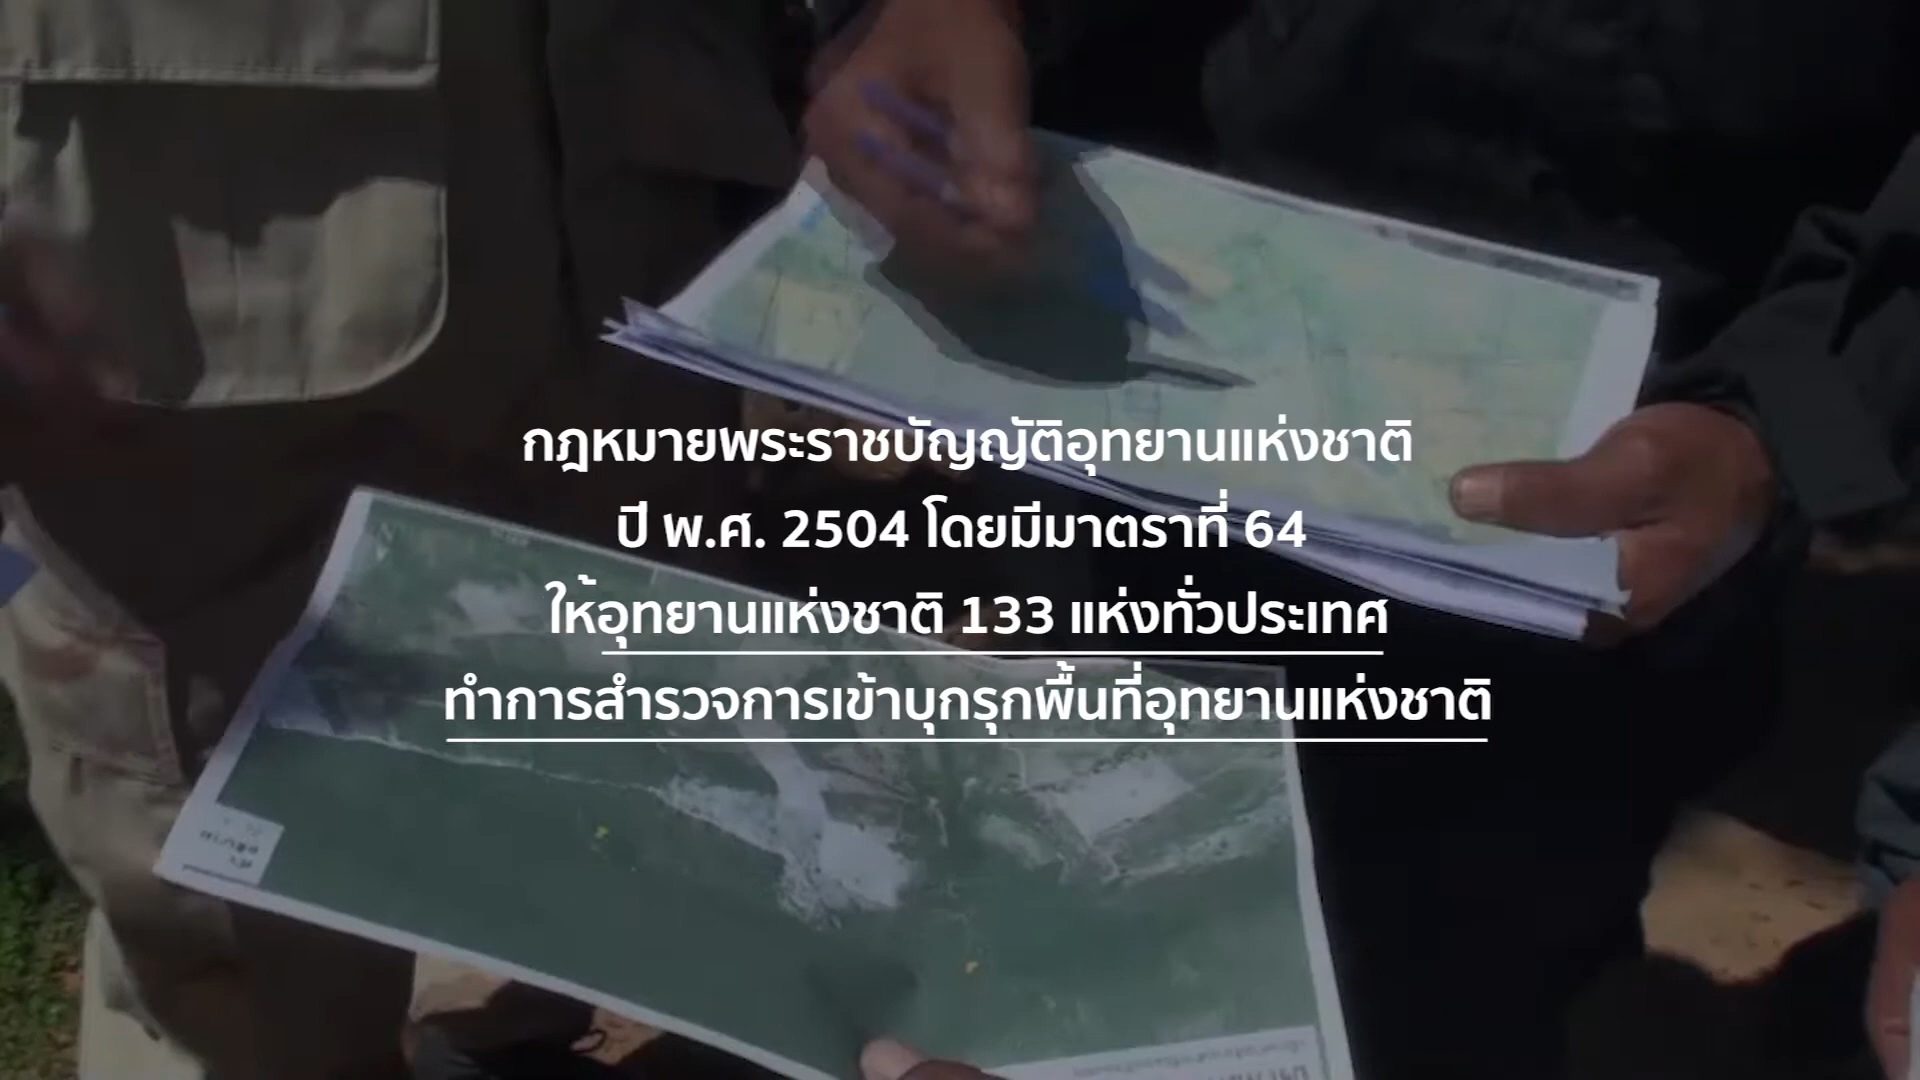 กฎหมายพระราชบัญญัติอุทยานแห่งชาติ
ปี พ.ศ. 2504 โดยมีมาตราที่ 64
ให้อุทยานแห่งชาติ 133 แห่งทั่วประเทศ
ทำการสำรวจการเข้าบุกรุกพื้นที่อุทยานแห่งชาติ